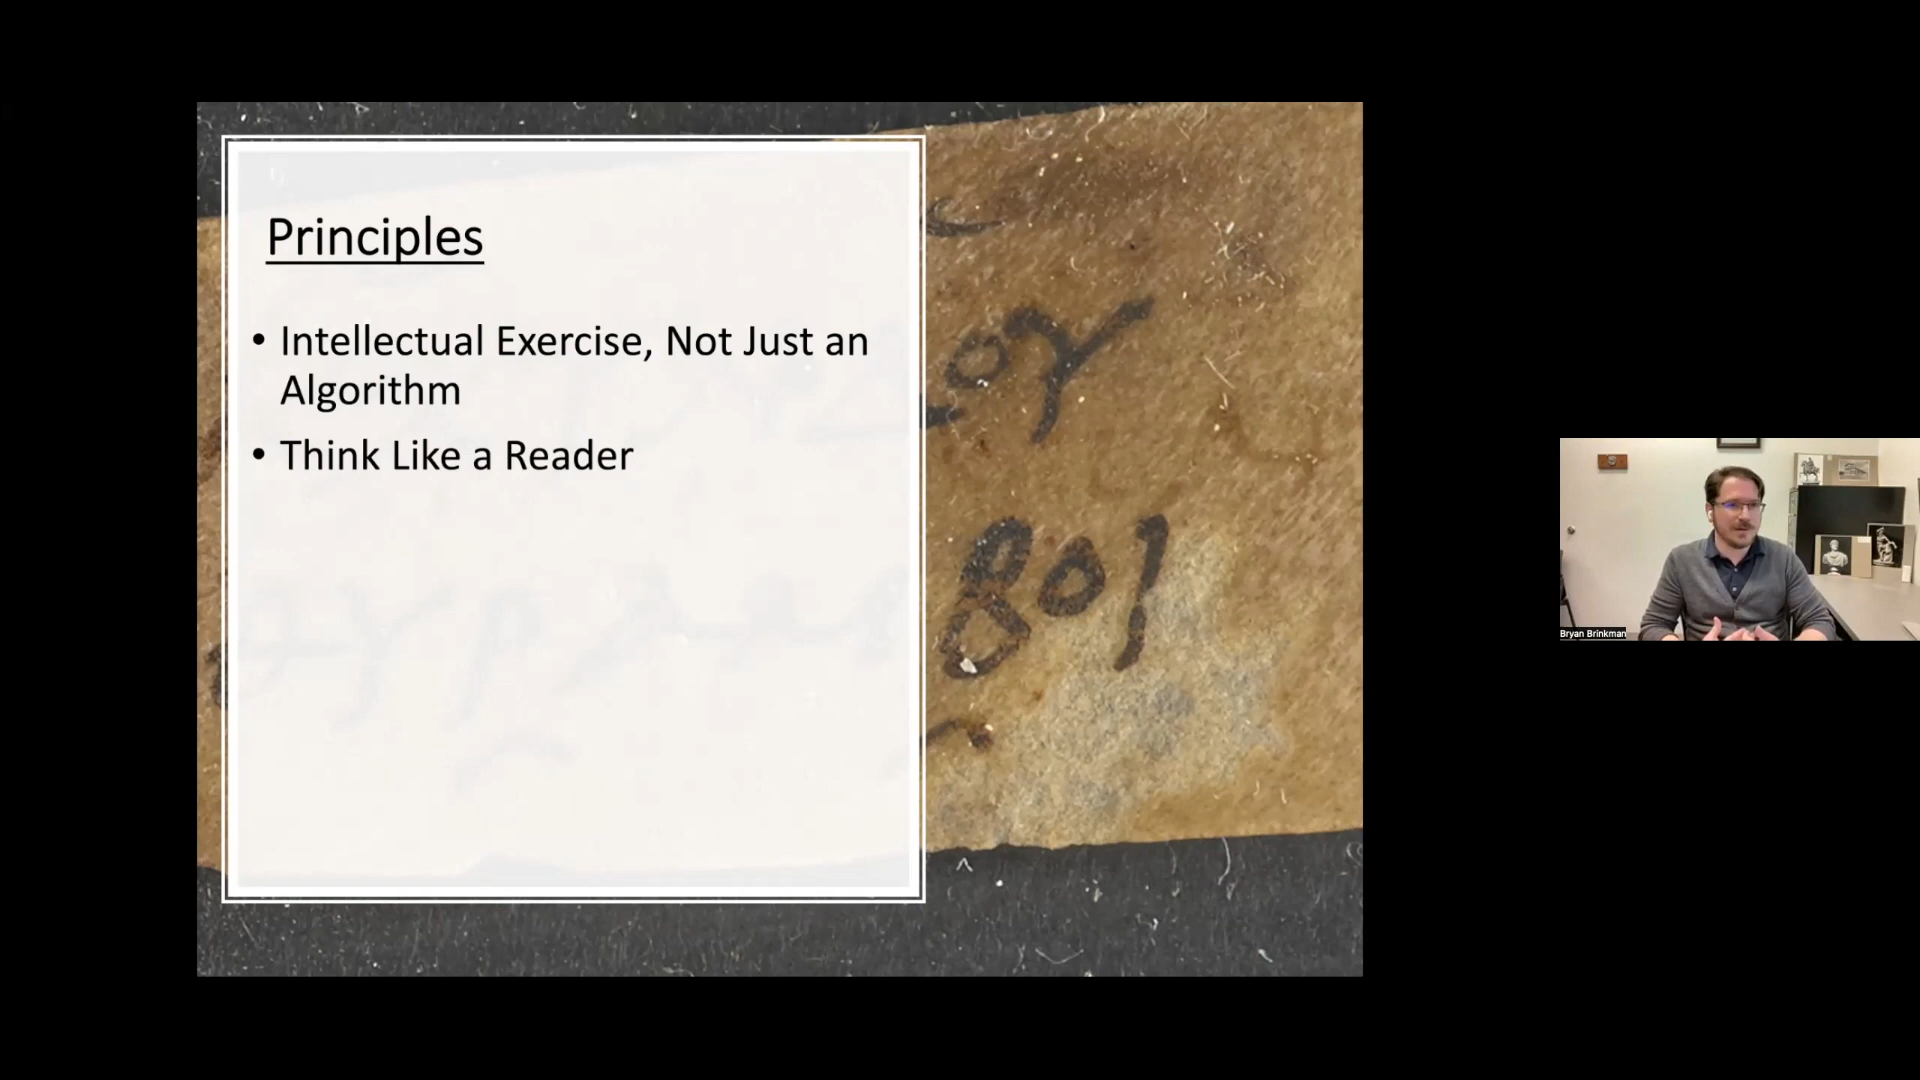 Principles
• Intellectual Exercise, Not Just an
Algorithm
• Think Like a Reader
Bryan Brinkman